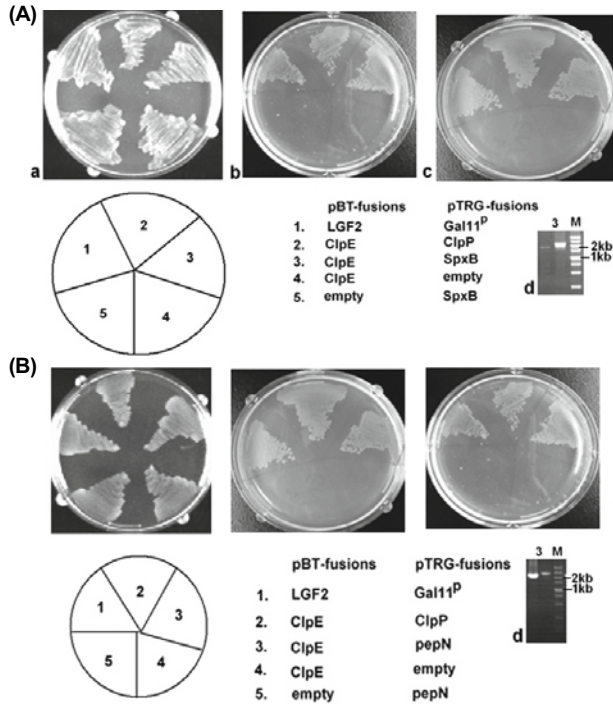 (A)
a
b
c
1
2
3
4
5
pBT-fusions pTRG-fusions
1. LGF2 Gal11ᵖ
2. ClpE ClpP
3. ClpE SpxB
4. ClpE empty
5. empty SpxB
3 M
2kb
1kb
d
(B)
1
2
3
4
5
pBT-fusions pTRG-fusions
1. LGF2 Gal11ᵖ
2. ClpE ClpP
3. ClpE pepN
4. ClpE empty
5. empty pepN
3 M
2kb
1kb
d